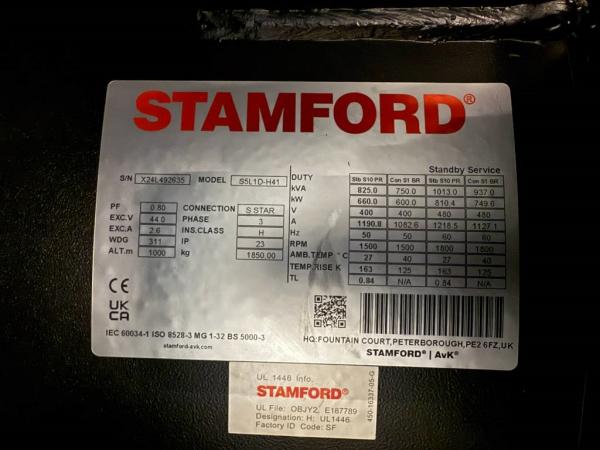 STAMFORD®
Standby Service
S/N X24L492635 MODEL S5L1D-H41
DUTY Stb S10 PR Con S1 BR Stb S10 PR Con S1 BR
kVA 825.0 750.0 1013.0 937.0
kW 660.0 600.0 810.4 749.6
PF 0.80 CONNECTION S STAR V 400 400 480 480
EXC.V 44.0 PHASE 3 A 1190.8 1082.6 1218.5 1127.1
EXC.A 2.6 INS.CLASS H Hz 50 50 60 60
WDG 311 IP 23 RPM 1500 1500 1800 1800
ALT.m 1000 kg 1850.00 AMB.TEMP °C 27 40 27 40
TEMP.RISE K 163 125 163 125
TL 0.84 N/A 0.84 N/A
CE
UK
CA
IEC 60034-1 ISO 8528-3 MG 1-32 BS 5000-3
stamford-avk.com
HQ:FOUNTAIN COURT,PETERBOROUGH,PE2 6FZ,UK
STAMFORD® | AvK®
UL 1446 Info.
STAMFORD®
UL File: OBJY2, E187789
Designation: H: UL1446
Factory ID Code: SF
450-16337-05-G